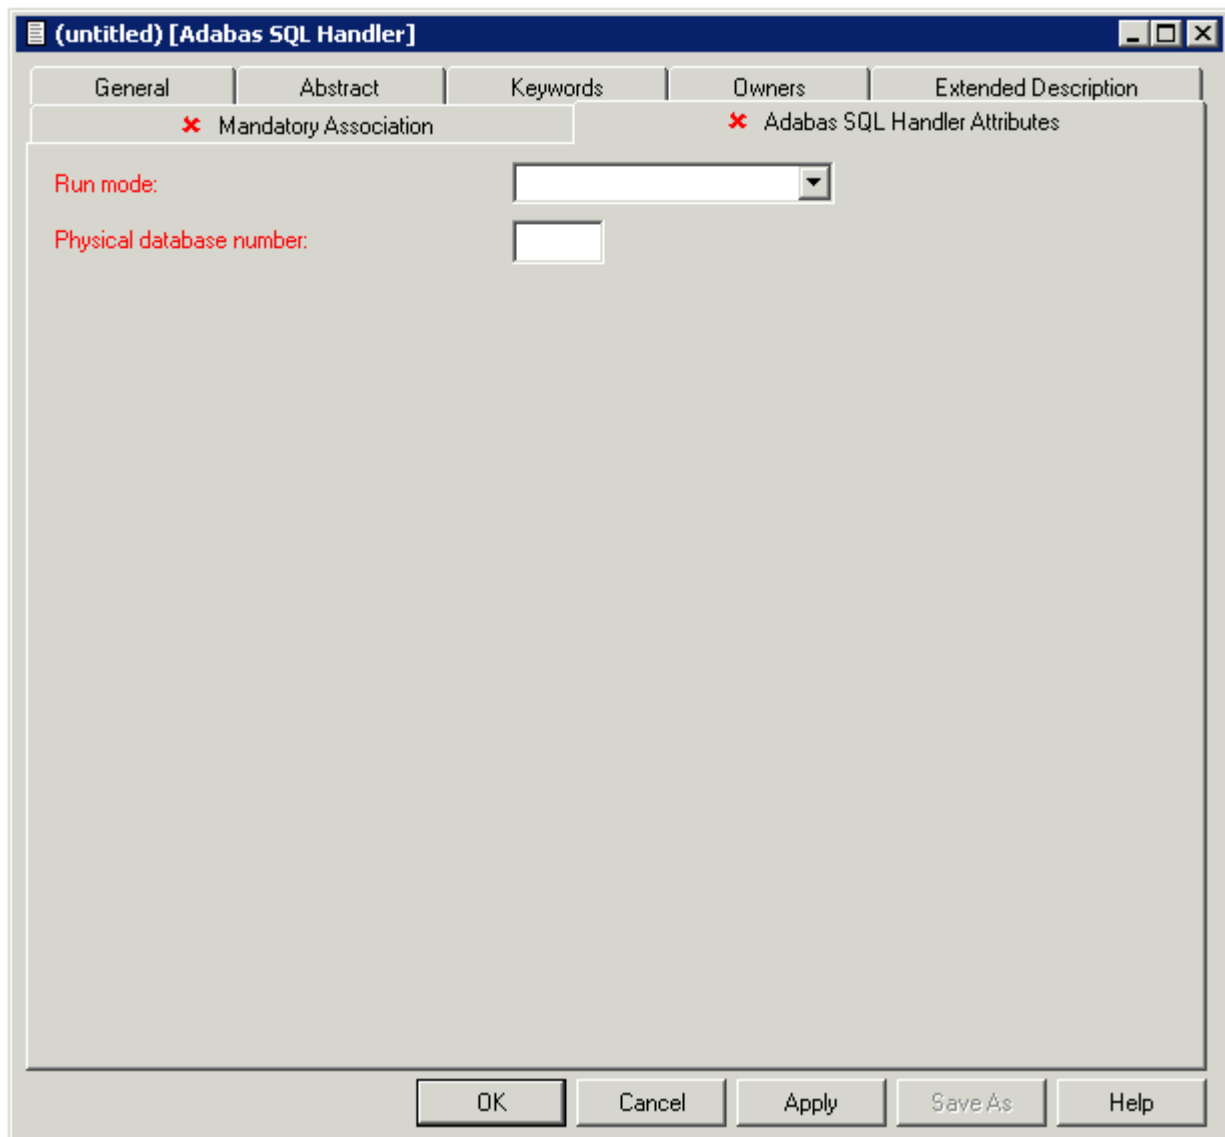 (untitled) [Adabas SQL Handler]
General Abstract Keywords Owners Extended Description
Mandatory Association Adabas SQL Handler Attributes
Run mode:
Physical database number:
OK Cancel Apply Save As Help